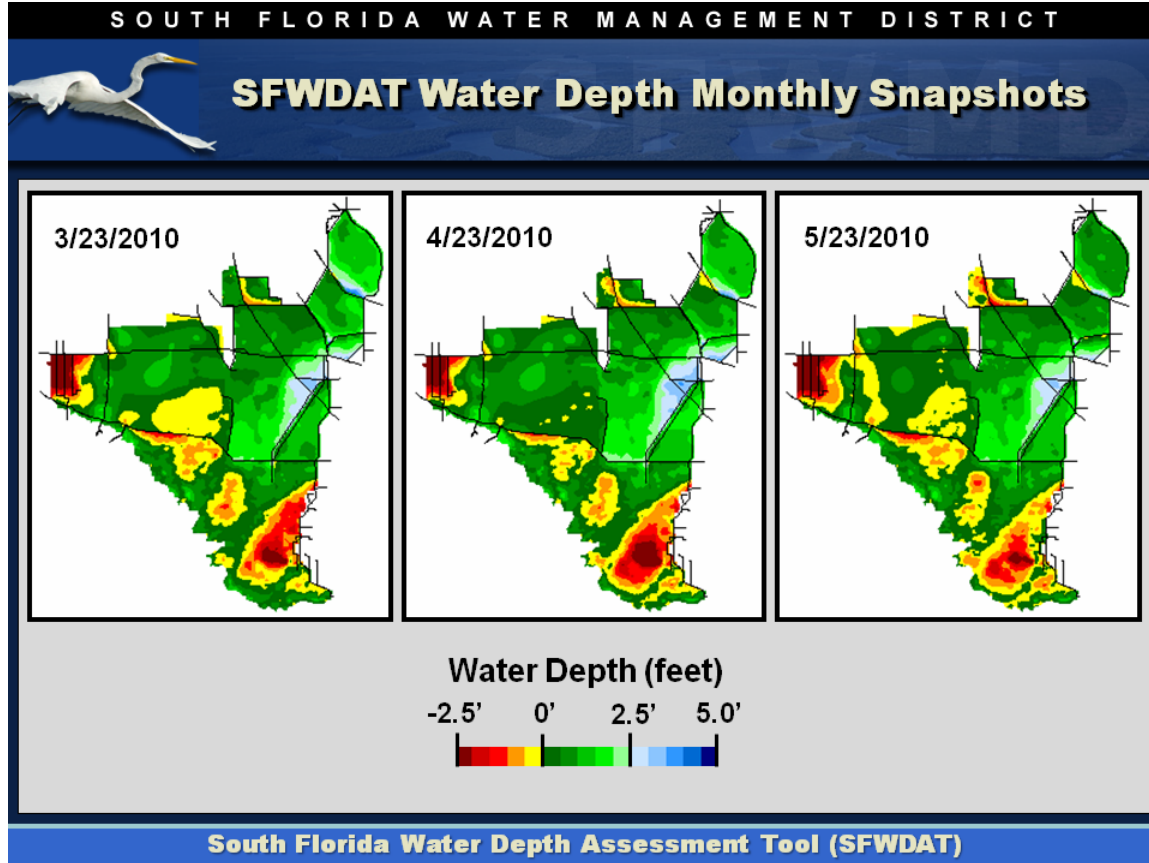 SOUTH FLORIDA WATER MANAGEMENT DISTRICT
SFWDAT Water Depth Monthly Snapshots
SFWMD
3/23/2010
4/23/2010
5/23/2010
Water Depth (feet)
-2.5' 0' 2.5' 5.0'
South Florida Water Depth Assessment Tool (SFWDAT)